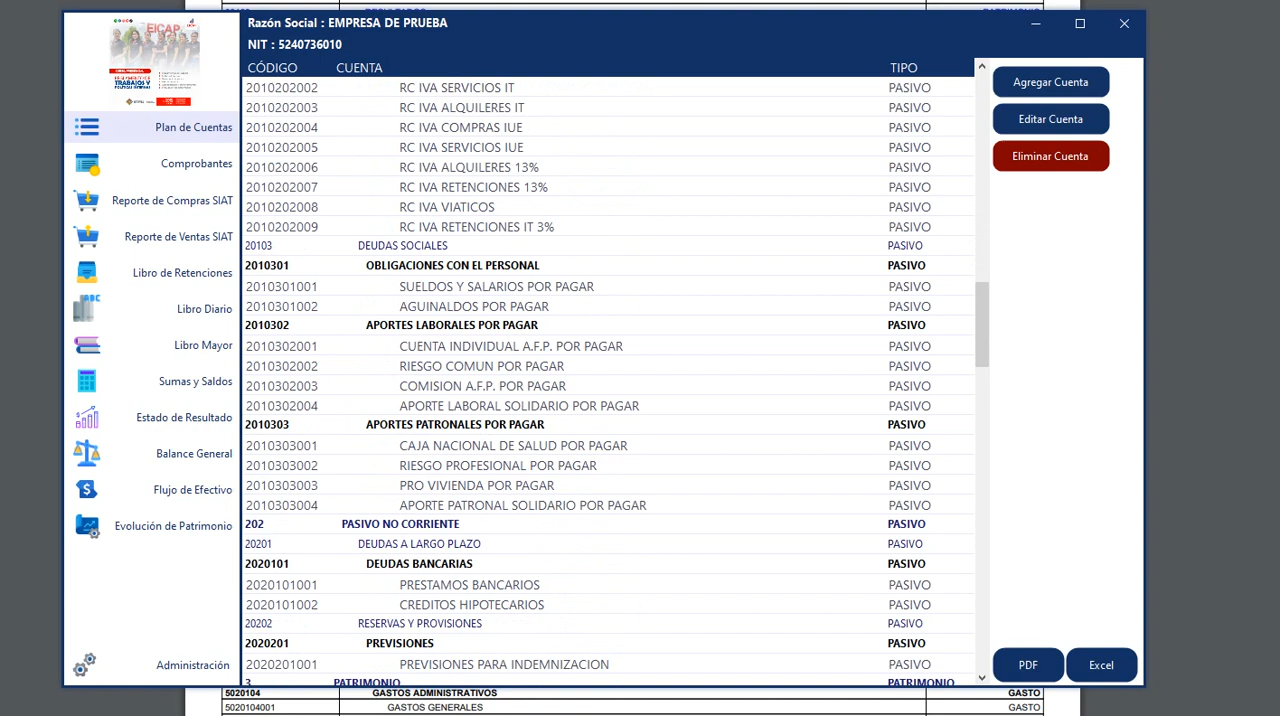 Razón Social : EMPRESA DE PRUEBA
NIT : 5240736010
CÓDIGO CUENTA TIPO
2010202002 RC IVA SERVICIOS IT PASIVO
2010202003 RC IVA ALQUILERES IT PASIVO
2010202004 RC IVA COMPRAS IUE PASIVO
2010202005 RC IVA SERVICIOS IUE PASIVO
2010202006 RC IVA ALQUILERES 13% PASIVO
2010202007 RC IVA RETENCIONES 13% PASIVO
2010202008 RC IVA VIATICOS PASIVO
2010202009 RC IVA RETENCIONES IT 3% PASIVO
20103 DEUDAS SOCIALES PASIVO
2010301 OBLIGACIONES CON EL PERSONAL PASIVO
2010301001 SUELDOS Y SALARIOS POR PAGAR PASIVO
2010301002 AGUINALDOS POR PAGAR PASIVO
2010302 APORTES LABORALES POR PAGAR PASIVO
2010302001 CUENTA INDIVIDUAL A.F.P. POR PAGAR PASIVO
2010302002 RIESGO COMUN POR PAGAR PASIVO
2010302003 COMISION A.F.P. POR PAGAR PASIVO
2010302004 APORTE LABORAL SOLIDARIO POR PAGAR PASIVO
2010303 APORTES PATRONALES POR PAGAR PASIVO
2010303001 CAJA NACIONAL DE SALUD POR PAGAR PASIVO
2010303002 RIESGO PROFESIONAL POR PAGAR PASIVO
2010303003 PRO VIVIENDA POR PAGAR PASIVO
2010303004 APORTE PATRONAL SOLIDARIO POR PAGAR PASIVO
202 PASIVO NO CORRIENTE PASIVO
20201 DEUDAS A LARGO PLAZO PASIVO
2020101 DEUDAS BANCARIAS PASIVO
2020101001 PRESTAMOS BANCARIOS PASIVO
2020101002 CREDITOS HIPOTECARIOS PASIVO
20202 RESERVAS Y PROVISIONES PASIVO
2020201 PREVISIONES PASIVO
2020201001 PREVISIONES PARA INDEMNIZACION PASIVO
3 PATRIMONIO PATRIMONIO
5020104 GASTOS ADMINISTRATIVOS GASTO
5020104001 GASTOS GENERALES GASTO
EICAP
TRABAJOS
Plan de Cuentas
Comprobantes
Reporte de Compras SIAT
Reporte de Ventas SIAT
Libro de Retenciones
ABC
Libro Diario
Libro Mayor
Sumas y Saldos
Estado de Resultado
Balance General
Flujo de Efectivo
Evolución de Patrimonio
Administración
Agregar Cuenta
Editar Cuenta
Eliminar Cuenta
PDF
Excel